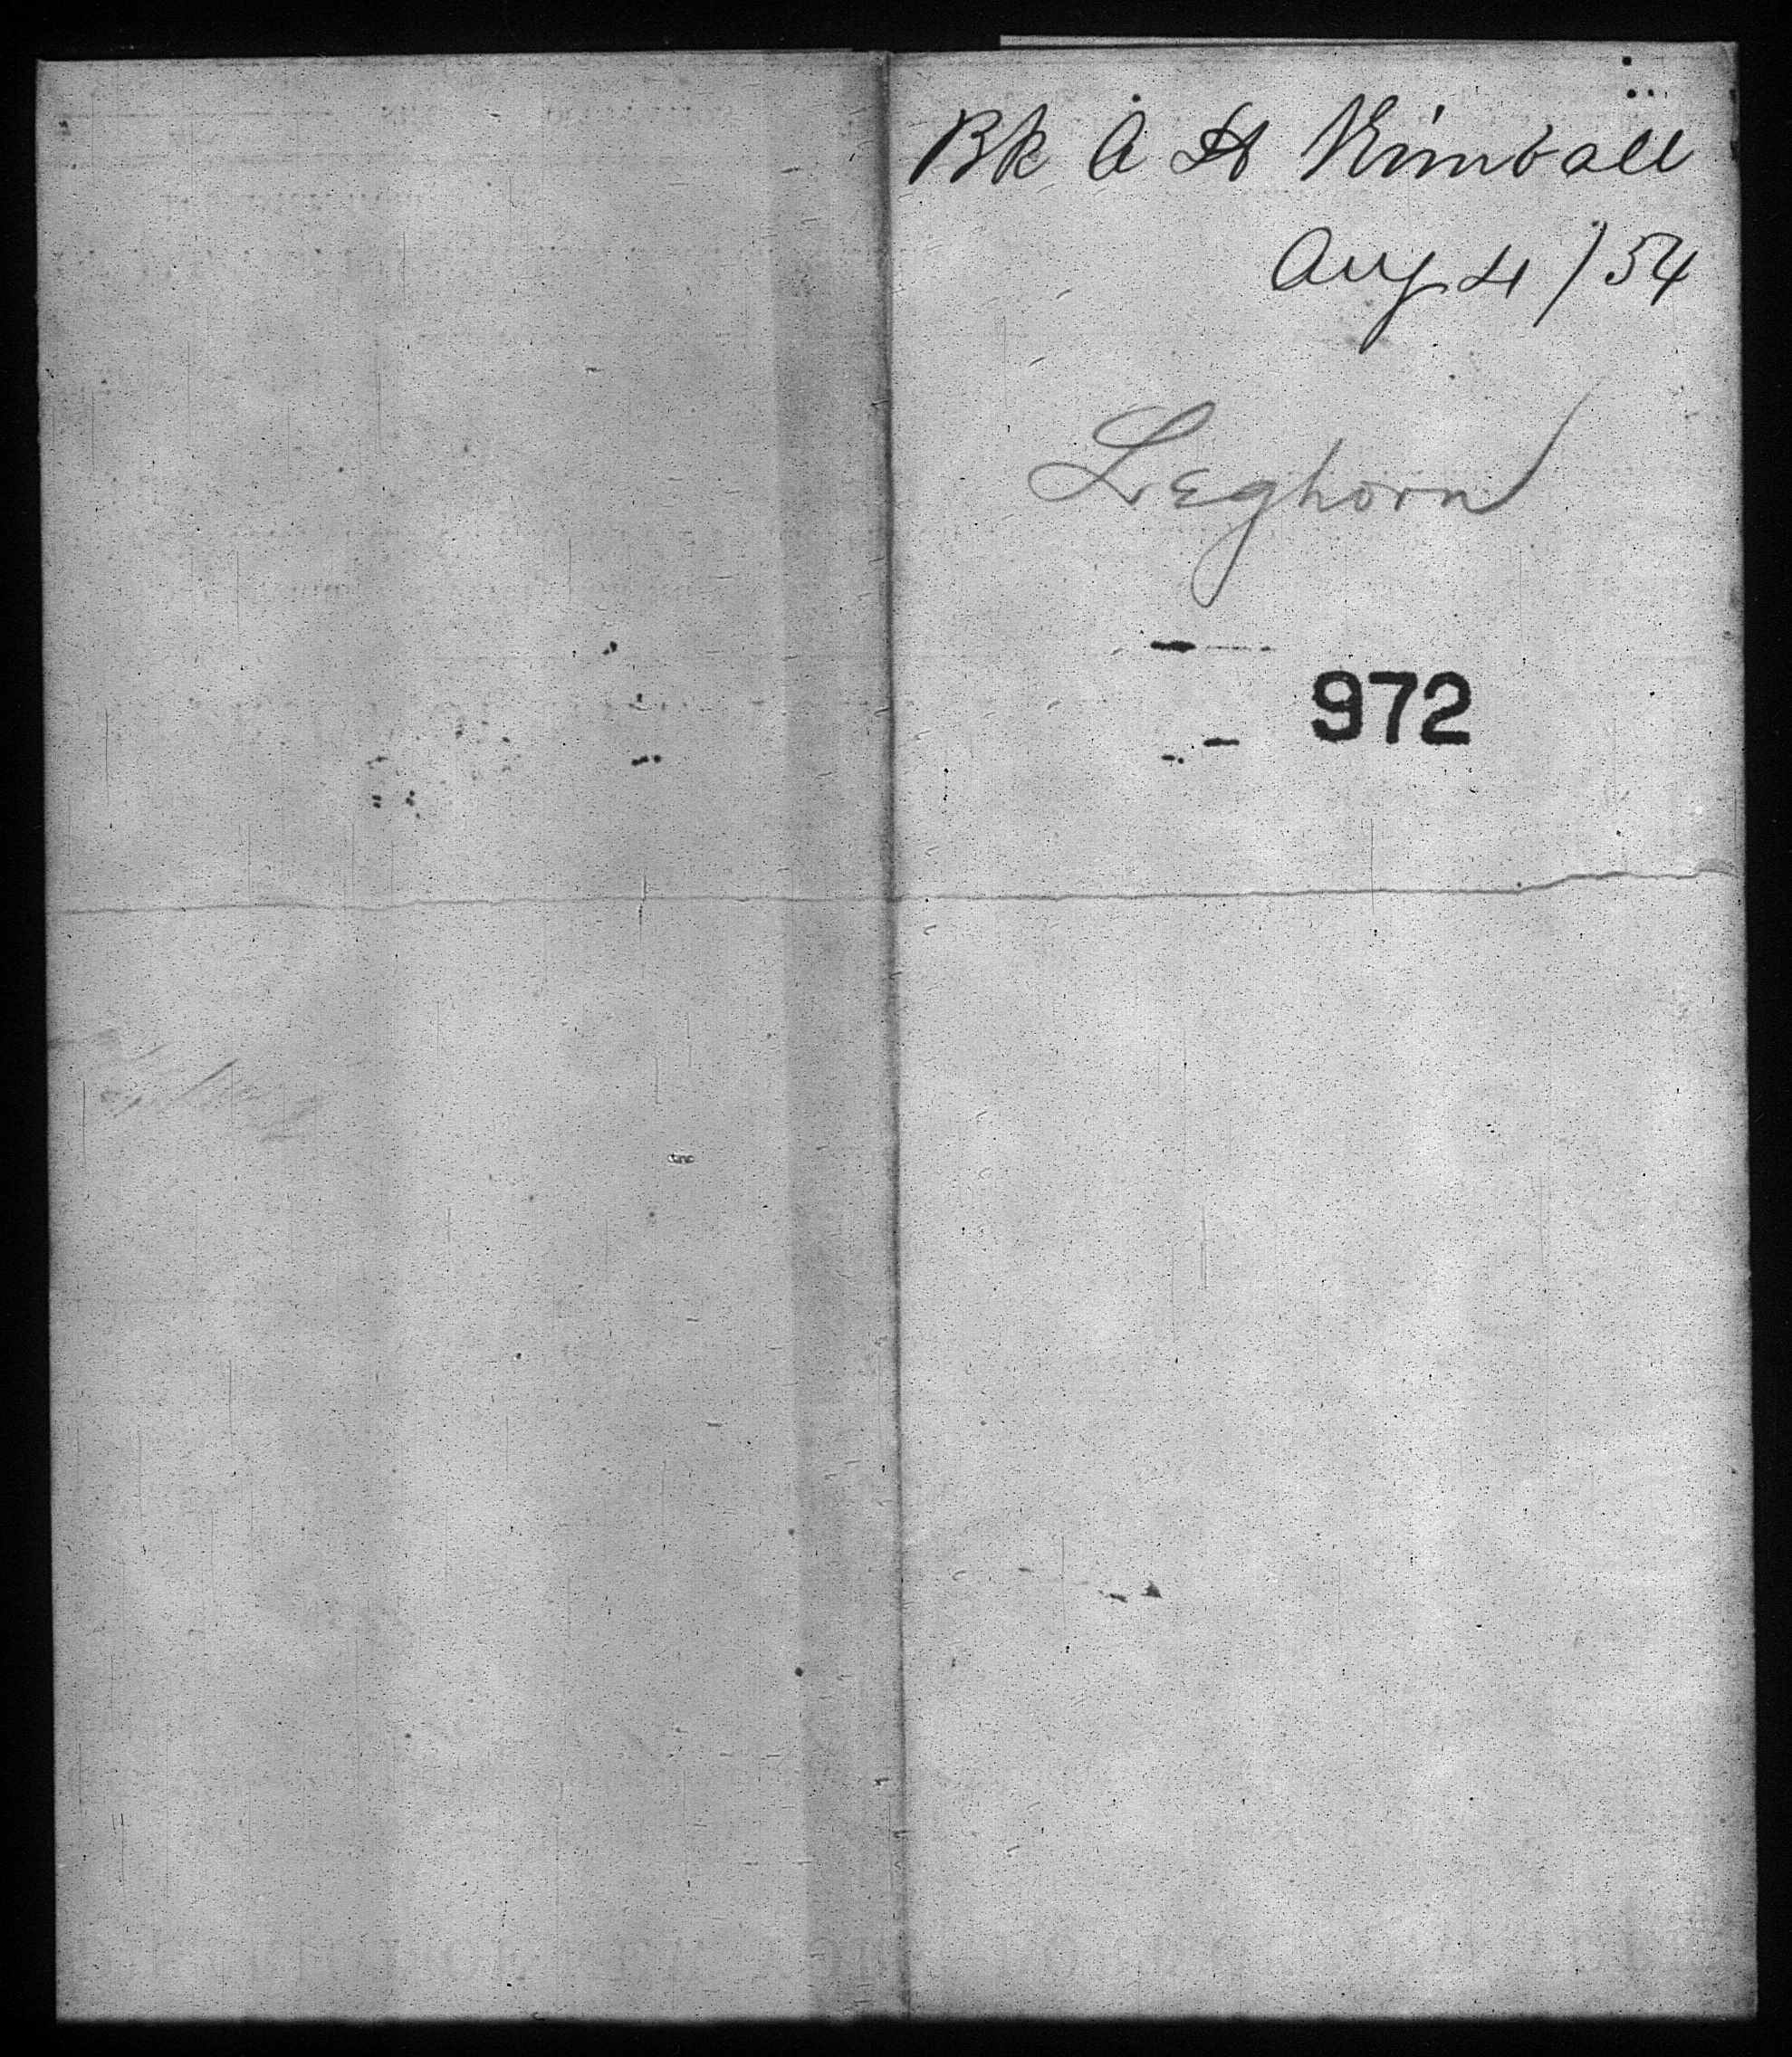 Bk A H Kimball
Aug 4/54
Leghorn
972